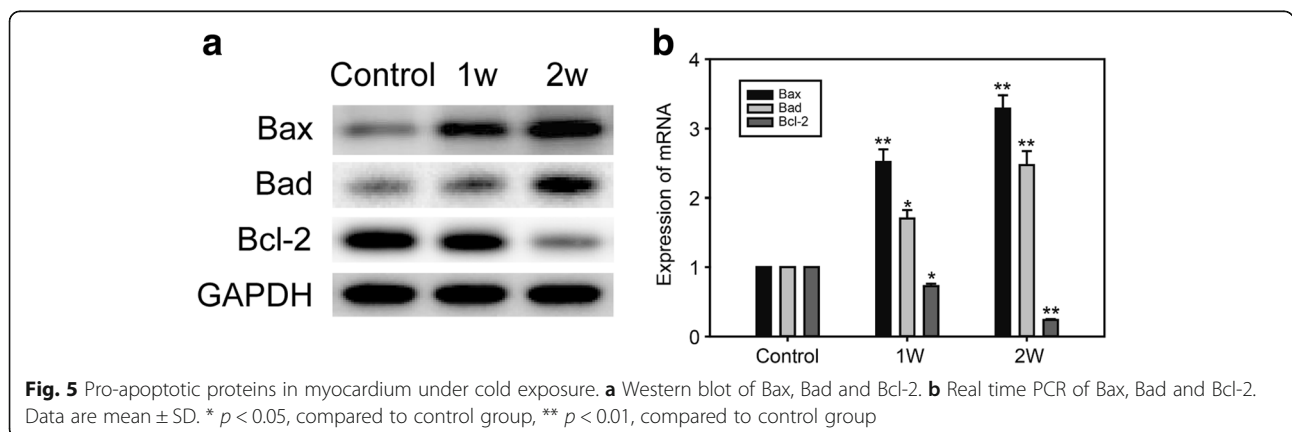 a
Control 1w 2w
Bax
Bad
Bcl-2
GAPDH
b
4
3
2
1
0
Expression of mRNA
Bax
Bad
Bcl-2
** * *
** ** **
Control 1W 2W
Fig. 5 Pro-apoptotic proteins in myocardium under cold exposure. a Western blot of Bax, Bad and Bcl-2. b Real time PCR of Bax, Bad and Bcl-2.
Data are mean ± SD. * p < 0.05, compared to control group, ** p < 0.01, compared to control group